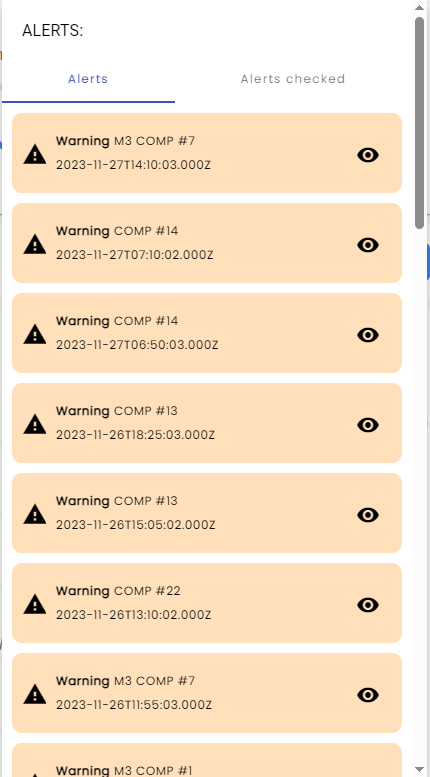 ALERTS:
Alerts
Alerts checked
Warning M3 COMP #7
2023-11-27T14:10:03.000Z
Warning COMP #14
2023-11-27T07:10:02.000Z
Warning COMP #14
2023-11-27T06:50:03.000Z
Warning COMP #13
2023-11-26T18:25:03.000Z
Warning COMP #13
2023-11-26T15:05:02.000Z
Warning COMP #22
2023-11-26T13:10:02.000Z
Warning M3 COMP #7
2023-11-26T11:55:03.000Z
Warning M3 COMP #1